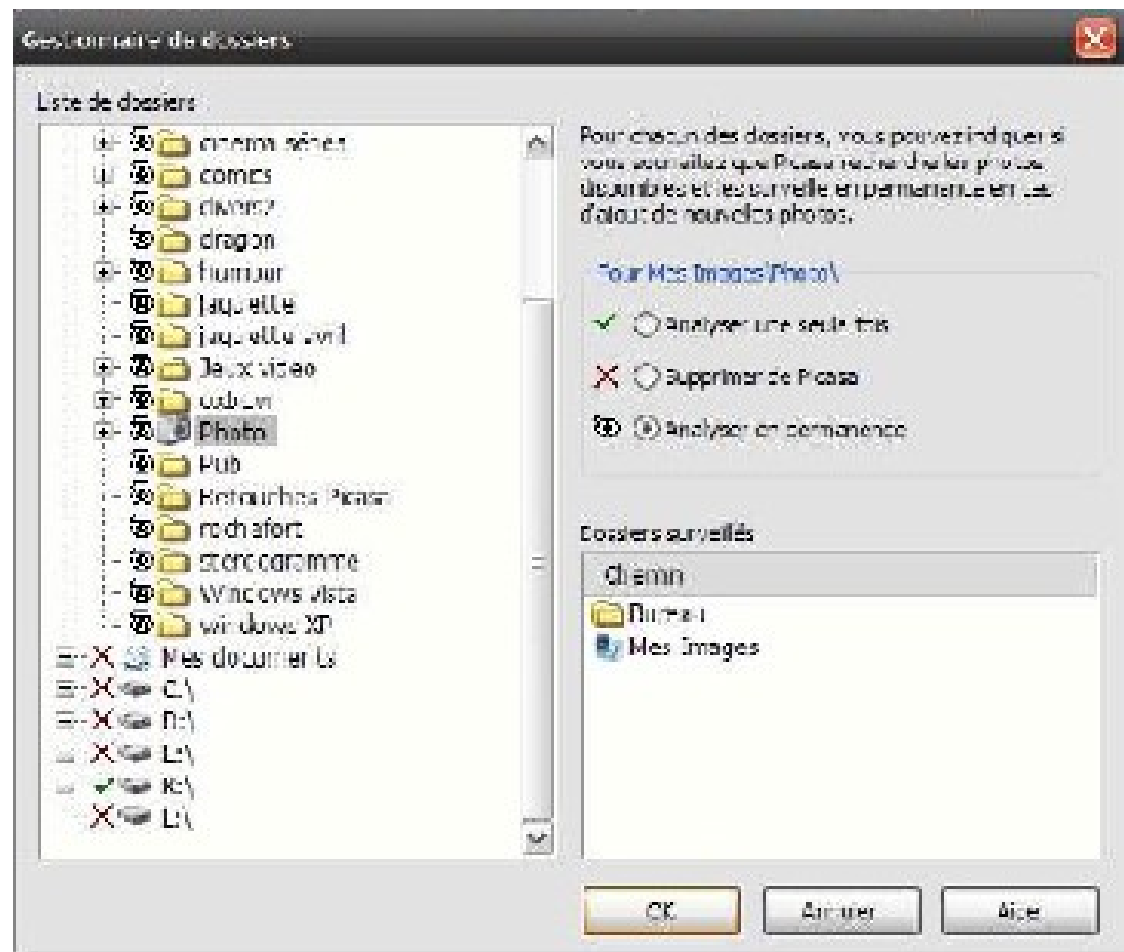 Gestionnaire de dossiers
Liste de dossiers :
cinema séries
comics
divers2
dragon
humour
jaquette
jaquette avril
Jeux video
Photo
Pub
Retouches Picasa
rochefort
stereogramme
Windows vista
windows XP
Mes documents
C:\
D:\
K:\
L:\
Pour chacun des dossiers, vous pouvez indiquer si
vous souhaitez que Picasa recherche les photos
disponibles et les surveille en permanence en cas
d'ajout de nouvelles photos.
Pour Mes Images\Photo\
Analyser une seule fois
Supprimer de Picasa
Analyser en permanence
Dossiers surveillés
Chemin
Bureau
Mes Images
OK
Annuler
Aide